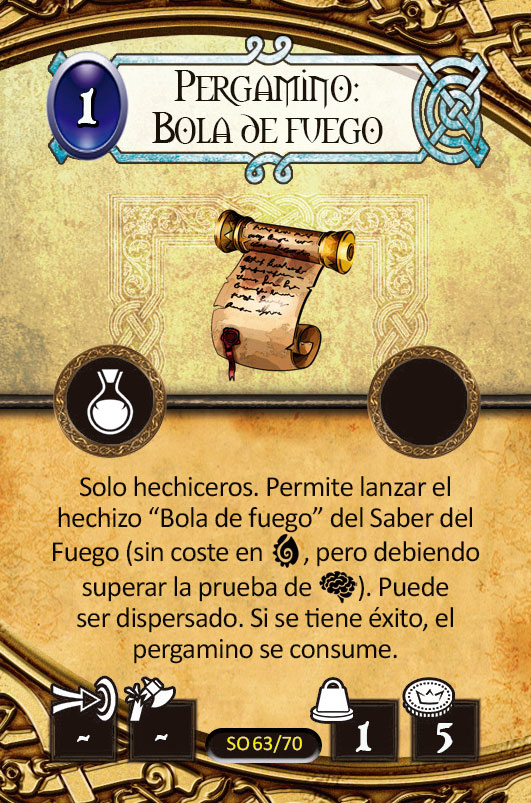 1
Pergamino:
Bola de fuego
Solo hechiceros. Permite lanzar el
hechizo “Bola de fuego” del Saber del
Fuego (sin coste en , pero debiendo
superar la prueba de ). Puede
ser dispersado. Si se tiene éxito, el
pergamino se consume.
~ ~ SO 63/70 1 5